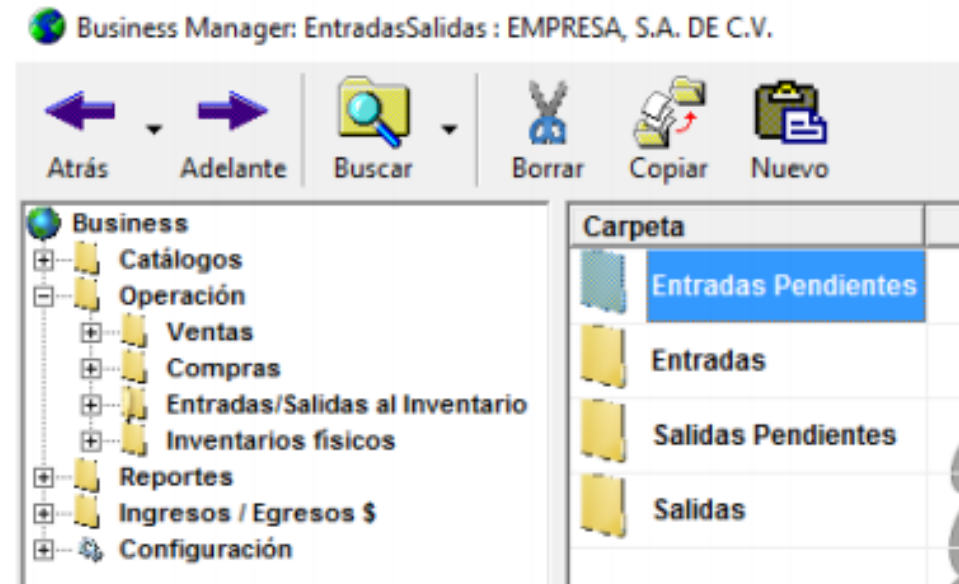 Business Manager: EntradasSalidas : EMPRESA, S.A. DE C.V.
Atrás Adelante Buscar Borrar Copiar Nuevo
Business
Catálogos
Operación
Ventas
Compras
Entradas/Salidas al Inventario
Inventarios físicos
Reportes
Ingresos / Egresos $
Configuración
Carpeta
Entradas Pendientes
Entradas
Salidas Pendientes
Salidas